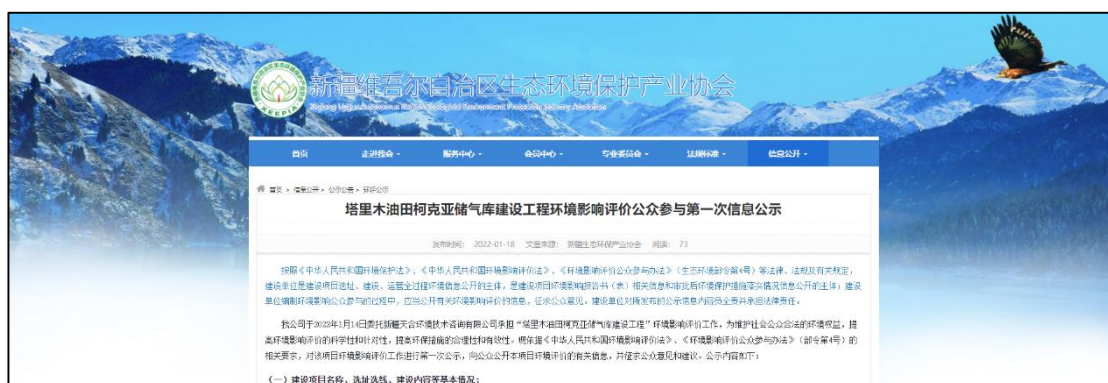 新疆维吾尔自治区生态环境保护产业协会
首页 走进我会 服务中心 会员中心 专业委员会 法规标准 信息公开
首页 > 信息公开 > 公示公告 > 环评公示
塔里木油田柯克亚储气库建设工程环境影响评价公众参与第一次信息公示
发布时间: 2022-01-18 文章来源: 新疆生态环保产业协会 阅读: 73
按照《中华人民共和国环境保护法》、《中华人民共和国环境影响评价法》、《环境影响评价公众参与办法》(生态环境部令第4号)等法律、法规及有关规定,
建设单位是建设项目选址、建设、运营全过程环境信息公开的主体,是建设项目环境影响报告书(表)相关信息和审批后环境保护措施落实情况信息公开的主体;建设
单位编制环境影响公众参与的过程中,应当公开有关环境影响评价的信息,征求公众意见。建设单位对所发布的公示信息内容负全责并承担法律责任。
我公司于2022年1月14日委托新疆天合环境技术咨询有限公司承担“塔里木油田柯克亚储气库建设工程”环境影响评价工作,为维护社会公众合法的环境权益,提
高环境影响评价的科学性和针对性,提高环保措施的合理性和有效性。现依据《中华人民共和国环境影响评价法》、《环境影响评价公众参与办法》(部令第4号)的
相关要求,对该项目环境影响评价工作进行第一次公示,向公众公开本项目环境评价的有关信息,并征求公众意见和建议。公示内容如下:
(一)建设项目名称、选址选线、建设内容等基本情况: